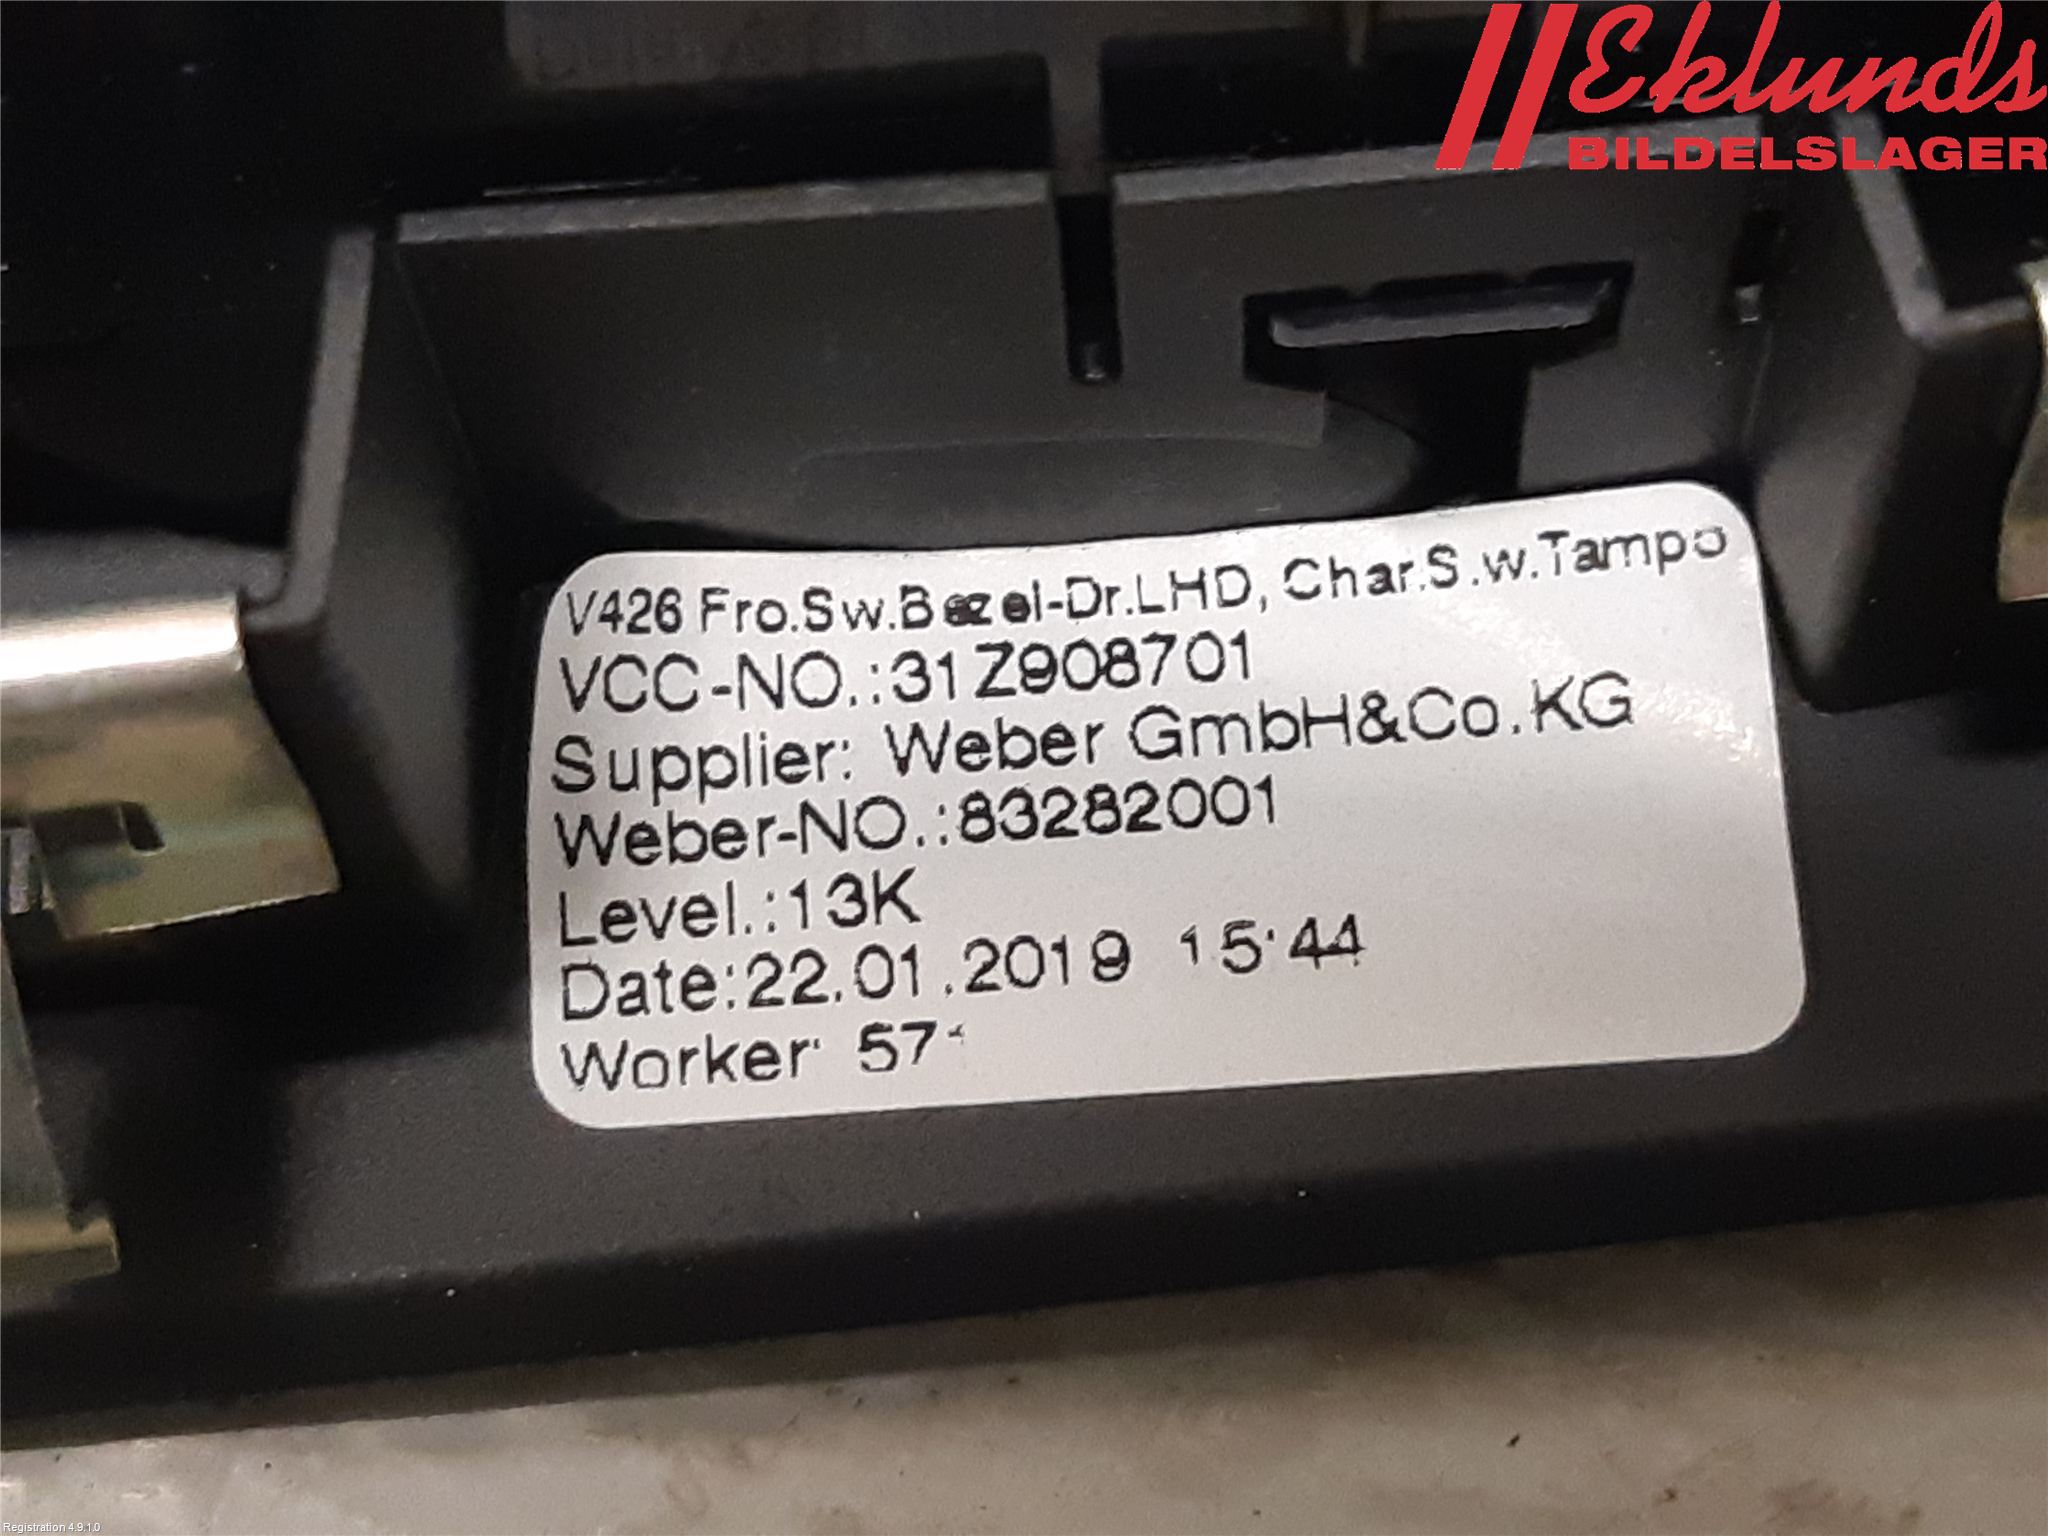 Eklunds
BILDELSLAGER
V426 Fro.Sw.Bezel-Dr.LHD, Char.S.w.Tampo
VCC-NO.:31Z908701
Supplier: Weber GmbH&Co.KG
Weber-NO.:83282001
Level.:13K
Date:22.01.2019 15:44
Worker:
Registration 4.9.1.0